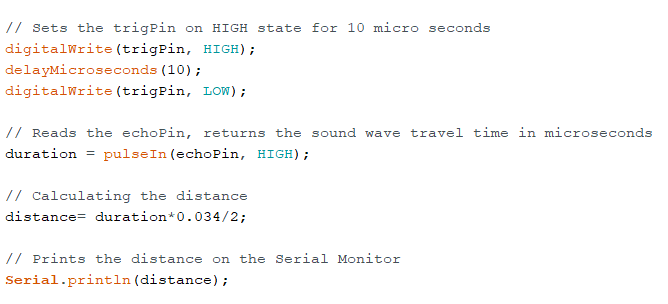 // Sets the trigPin on HIGH state for 10 micro seconds
digitalWrite(trigPin, HIGH);
delayMicroseconds(10);
digitalWrite(trigPin, LOW);
// Reads the echoPin, returns the sound wave travel time in microseconds
duration = pulseIn(echoPin, HIGH);
// Calculating the distance
distance= duration*0.034/2;
// Prints the distance on the Serial Monitor
Serial.println(distance);